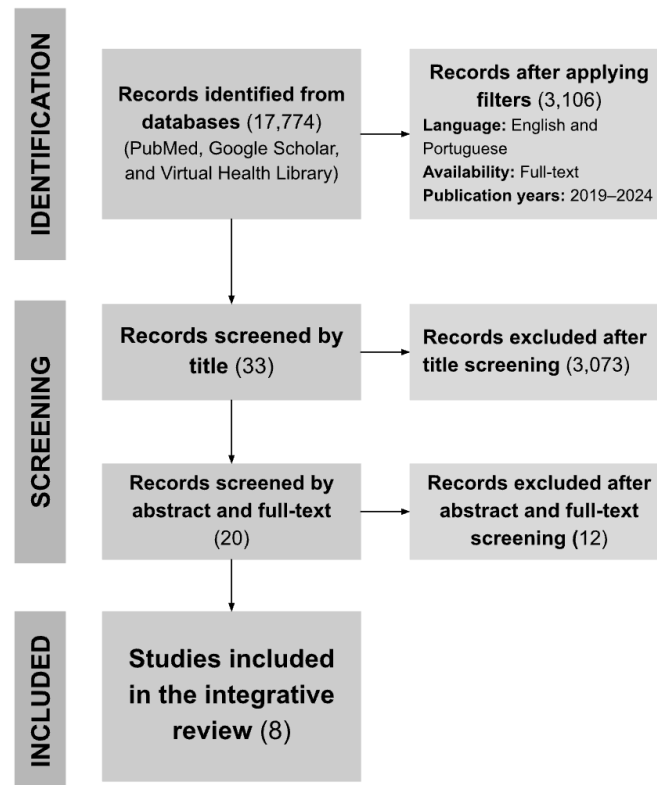 IDENTIFICATION
Records identified from
databases (17,774)
(PubMed, Google Scholar,
and Virtual Health Library)
Records after applying
filters (3,106)
Language: English and
Portuguese
Availability: Full-text
Publication years: 2019–2024
SCREENING
Records screened by
title (33)
Records excluded after
title screening (3,073)
Records screened by
abstract and full-text
(20)
Records excluded after
abstract and full-text
screening (12)
INCLUDED
Studies included
in the integrative
review (8)